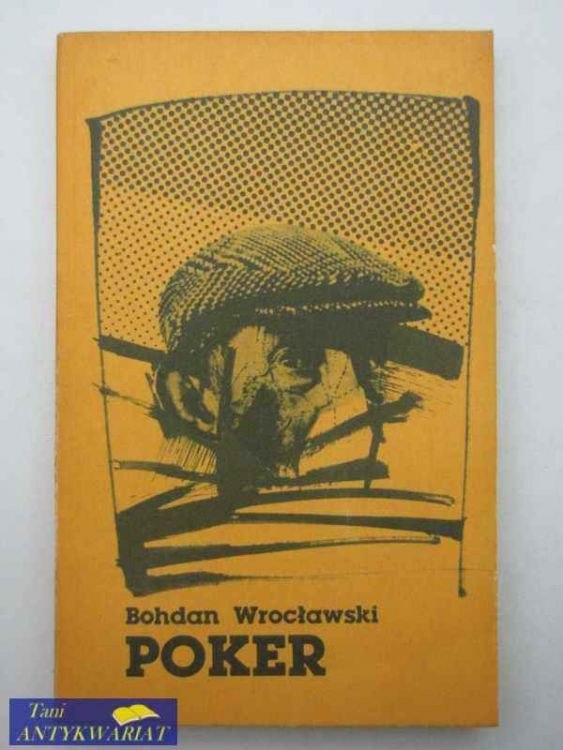 Bohdan Wrocławski
POKER
Tani
ANTYKWARIAT